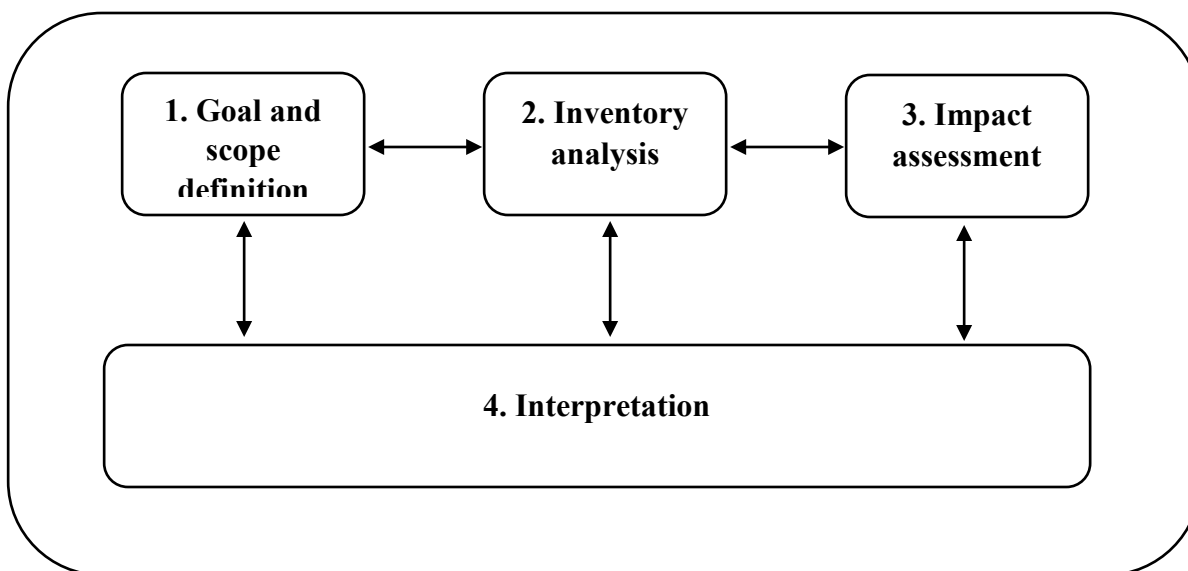 1. Goal and
scope
definition
2. Inventory
analysis
3. Impact
assessment
4. Interpretation